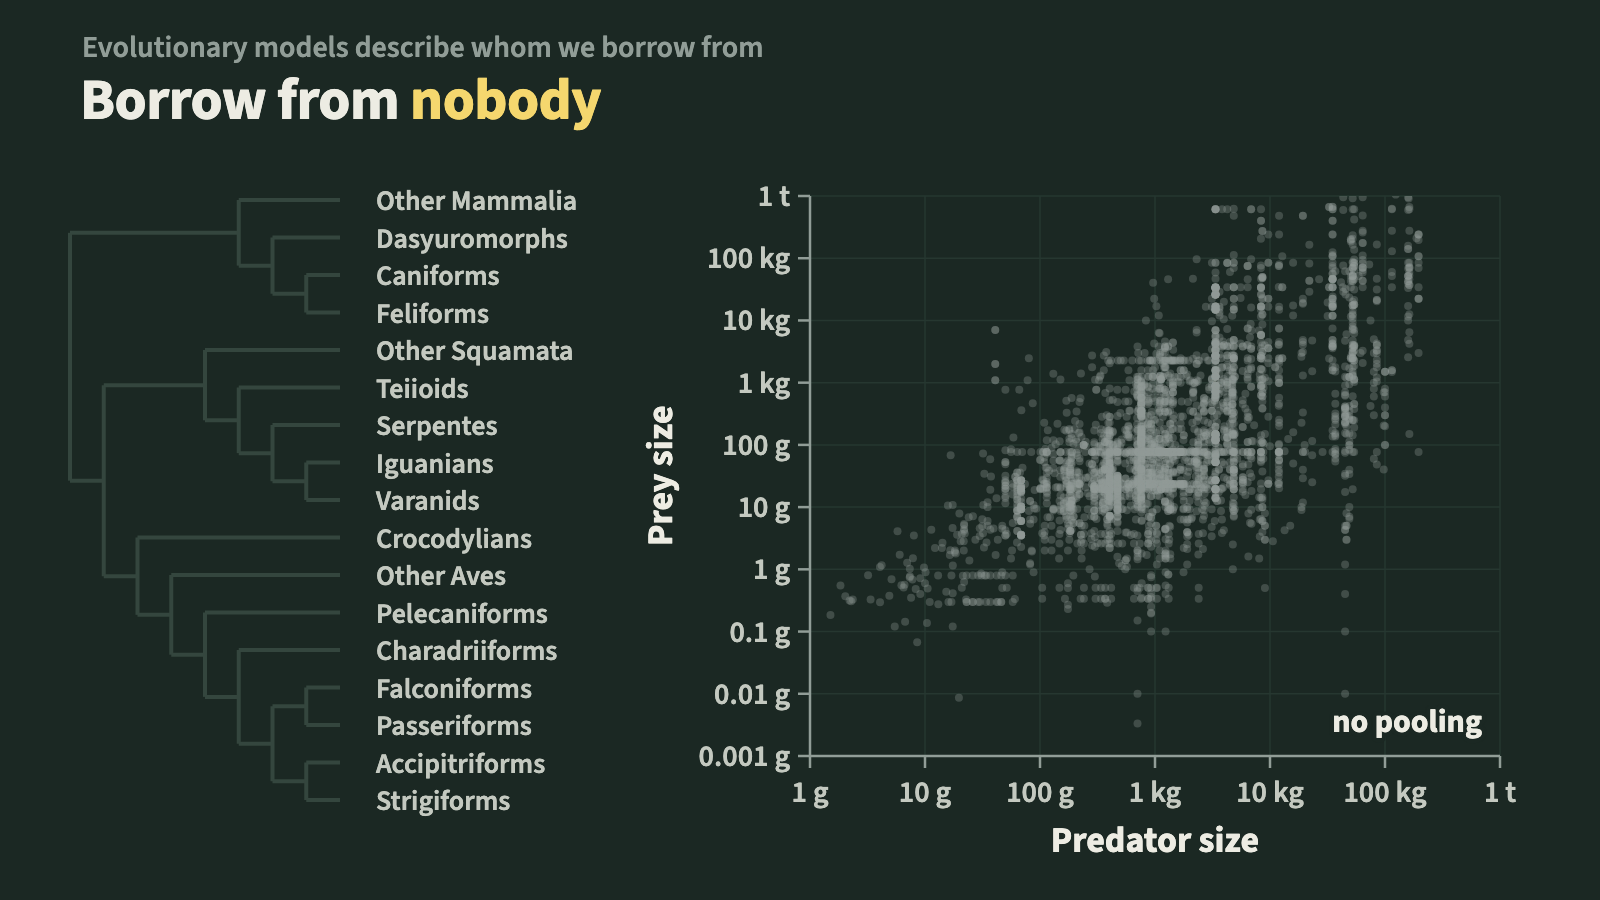 Evolutionary models describe whom we borrow from
Borrow from nobody
Other Mammalia
Dasyuromorphs
Caniforms
Feliforms
Other Squamata
Teiioids
Serpentes
Iguanians
Varanids
Crocodylians
Other Aves
Pelecaniforms
Charadriiforms
Falconiforms
Passeriforms
Accipitriforms
Strigiforms
Prey size
1 t
100 kg
10 kg
1 kg
100 g
10 g
1 g
0.1 g
0.01 g
0.001 g
no pooling
1 g
10 g
100 g
1 kg
10 kg
100 kg
1 t
Predator size